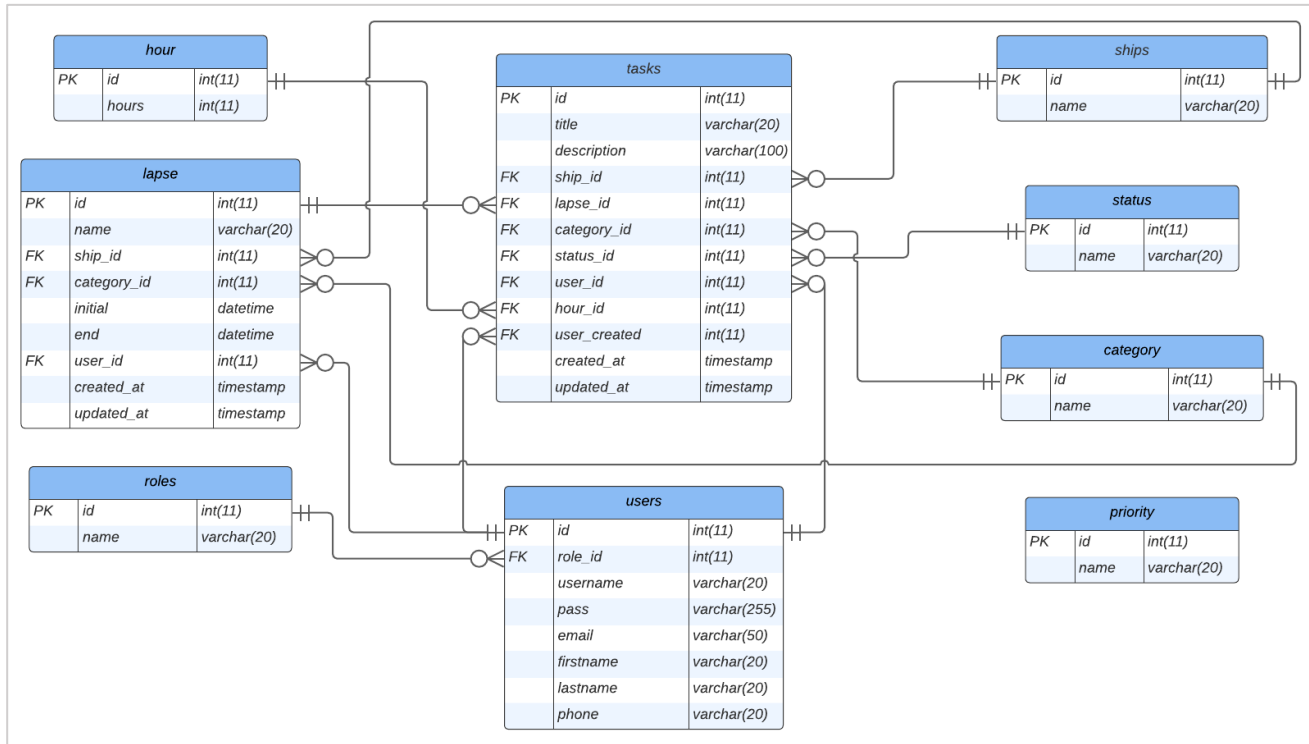 hour
PK id int(11)
hours int(11)
lapse
PK id int(11)
name varchar(20)
FK ship_id int(11)
FK category_id int(11)
initial datetime
end datetime
FK user_id int(11)
created_at timestamp
updated_at timestamp
roles
PK id int(11)
name varchar(20)
tasks
PK id int(11)
title varchar(20)
description varchar(100)
FK ship_id int(11)
FK lapse_id int(11)
FK category_id int(11)
FK status_id int(11)
FK user_id int(11)
FK hour_id int(11)
FK user_created int(11)
created_at timestamp
updated_at timestamp
users
PK id int(11)
FK role_id int(11)
username varchar(20)
pass varchar(255)
email varchar(50)
firstname varchar(20)
lastname varchar(20)
phone varchar(20)
ships
PK id int(11)
name varchar(20)
status
PK id int(11)
name varchar(20)
category
PK id int(11)
name varchar(20)
priority
PK id int(11)
name varchar(20)